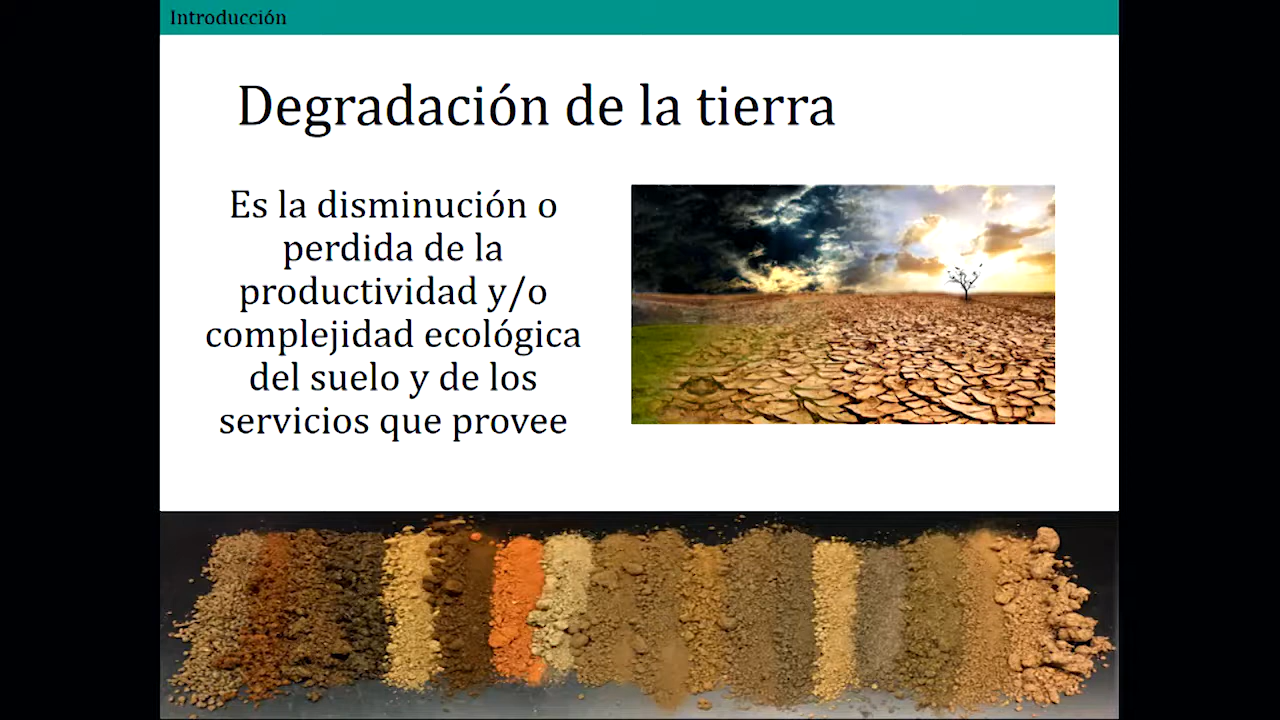 Introducción
Degradación de la tierra
Es la disminución o
perdida de la
productividad y/o
complejidad ecológica
del suelo y de los
servicios que provee